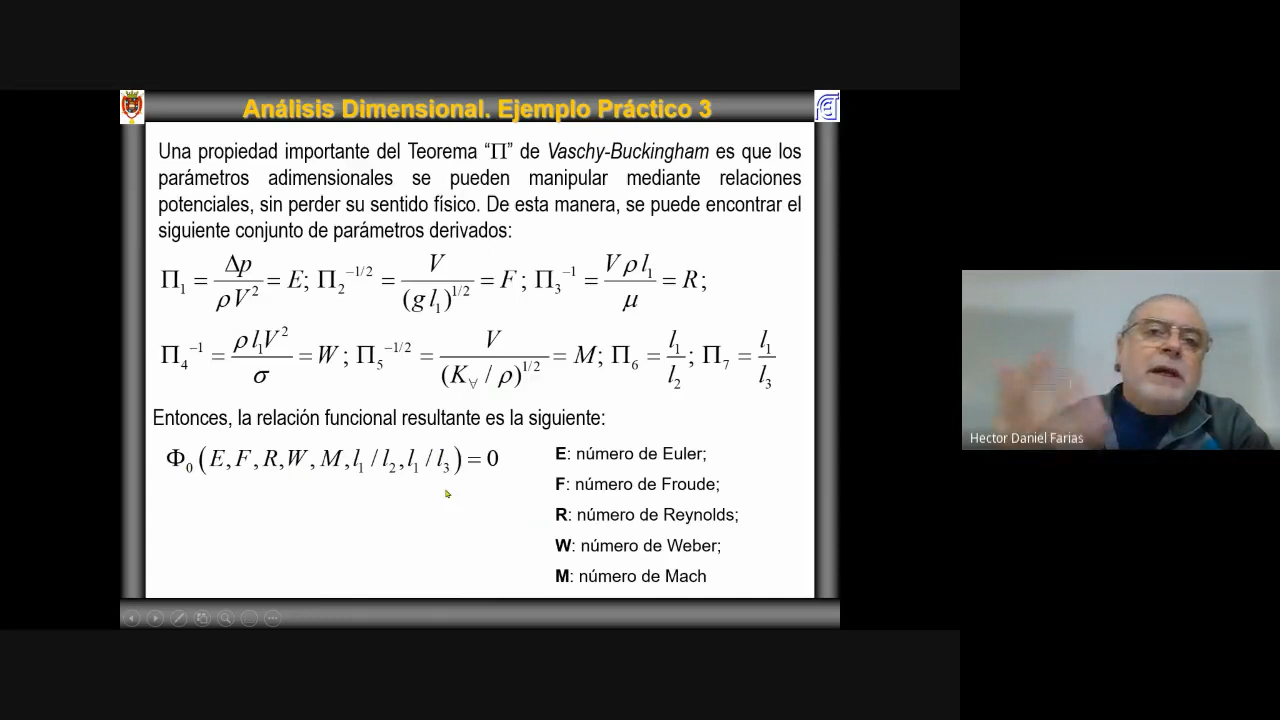 Análisis Dimensional. Ejemplo Práctico 3
Una propiedad importante del Teorema “Π” de Vaschy-Buckingham es que los
parámetros adimensionales se pueden manipular mediante relaciones
potenciales, sin perder su sentido físico. De esta manera, se puede encontrar el
siguiente conjunto de parámetros derivados:
Π₁ = Δp / ρV² = E; Π₂^(−1/2) = V / (g l₁)^(1/2) = F; Π₃^(−1) = V ρ l₁ / μ = R;
Π₄^(−1) = ρ l₁V² / σ = W; Π₅^(−1/2) = V / (K_∀ / ρ)^(1/2) = M; Π₆ = l₁ / l₂; Π₇ = l₁ / l₃
Entonces, la relación funcional resultante es la siguiente:
Φ₀ (E, F, R, W, M, l₁ / l₂, l₁ / l₃) = 0
E: número de Euler;
F: número de Froude;
R: número de Reynolds;
W: número de Weber;
M: número de Mach
Hector Daniel Farias